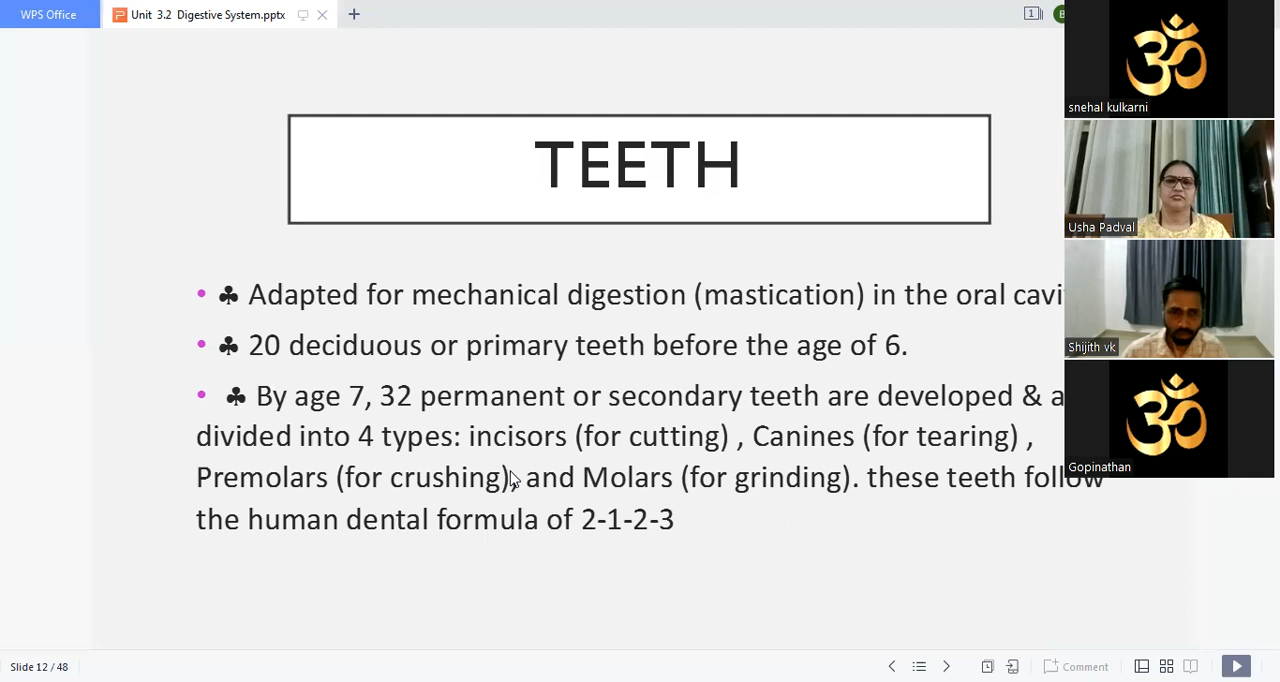 WPS Office
Unit 3.2 Digestive System.pptx
1
snehal kulkarni
TEETH
Usha Padval
• ♣ Adapted for mechanical digestion (mastication) in the oral
• ♣ 20 deciduous or primary teeth before the age of 6.
Shijith vk
• ♣ By age 7, 32 permanent or secondary teeth are developed &
divided into 4 types: incisors (for cutting) , Canines (for tearing) ,
Premolars (for crushing), and Molars (for grinding). these teeth follow
the human dental formula of 2-1-2-3
Gopinathan
Slide 12 / 48
Comment